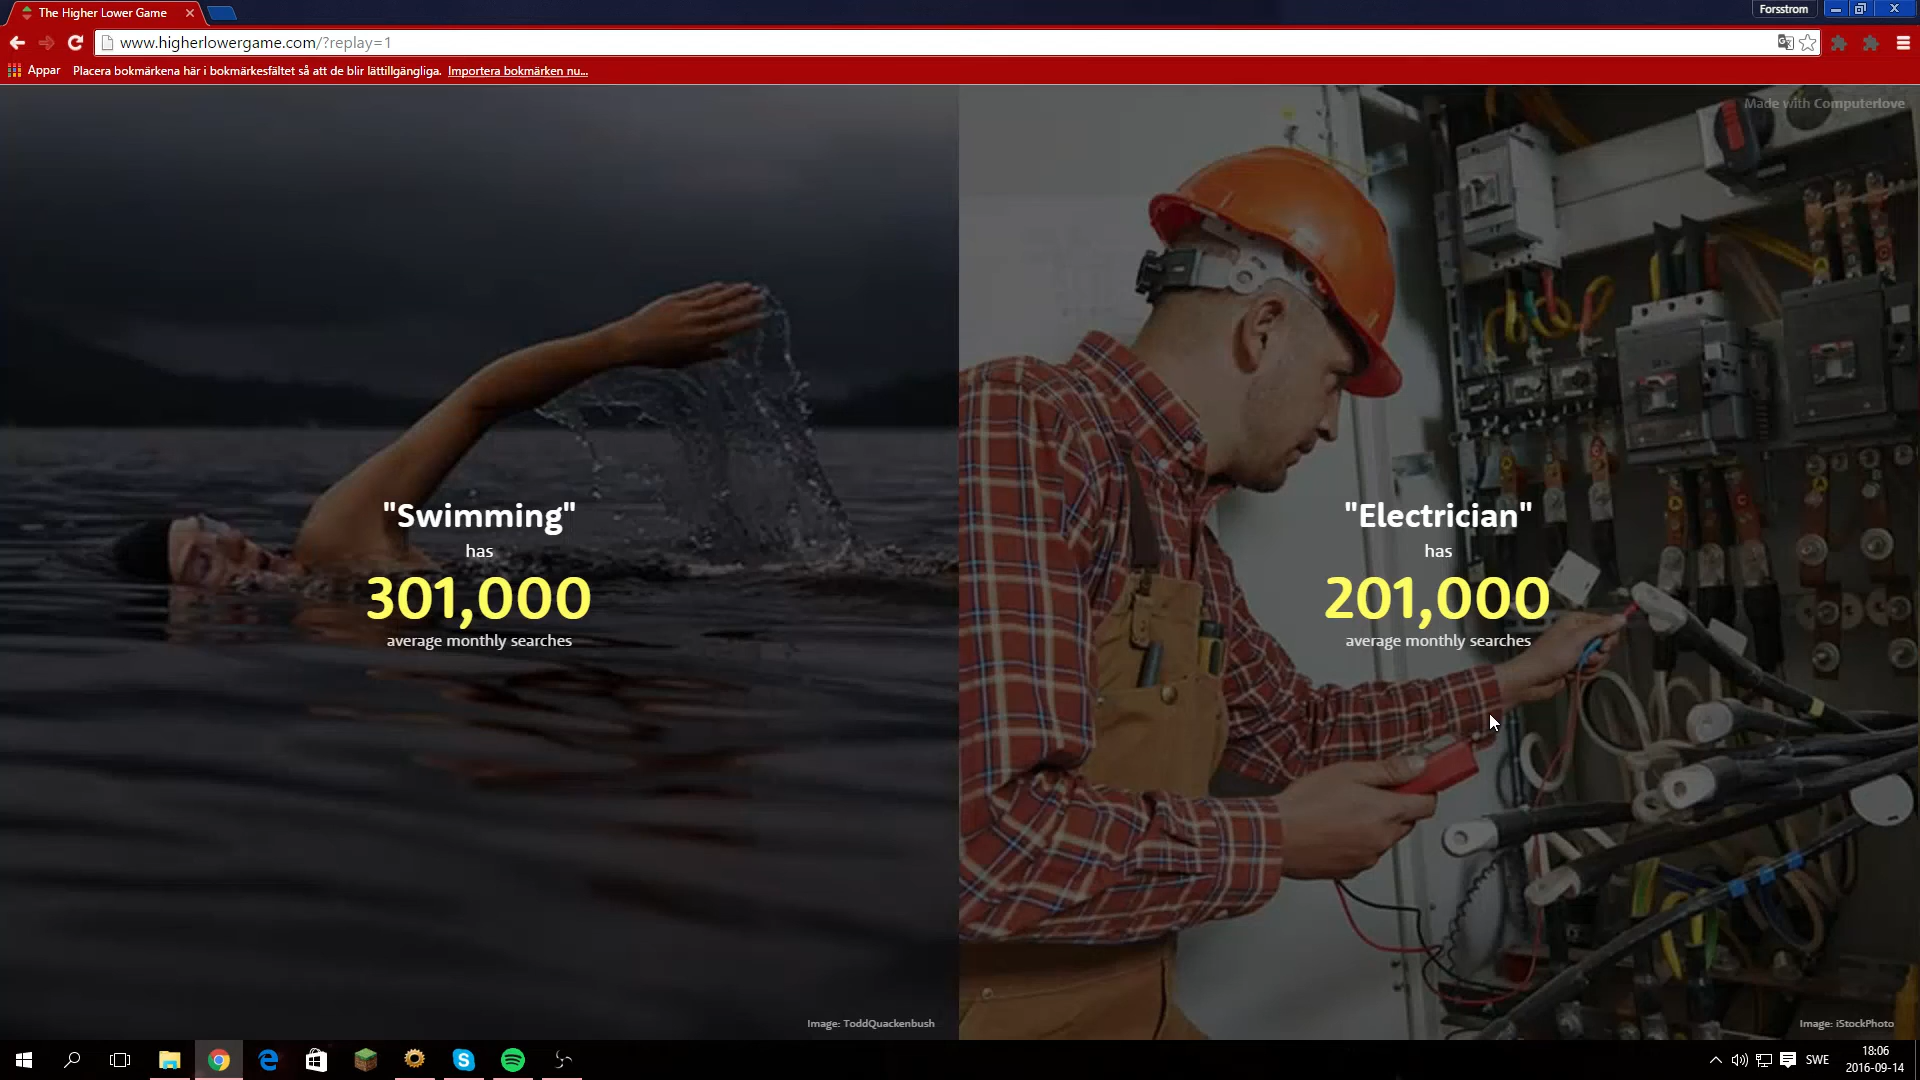 The Higher Lower Game
Forsstrom
www.higherlowergame.com/?replay=1
Appar
Placera bokmärkena här i bokmärkesfältet så att de blir lättillgängliga. Importera bokmärken nu...
Made with Computerlove
"Swimming"
has
301,000
average monthly searches
"Electrician"
has
201,000
average monthly searches
Image: ToddQuackenbush
Image: iStockPhoto
SWE
18:06
2016-09-14